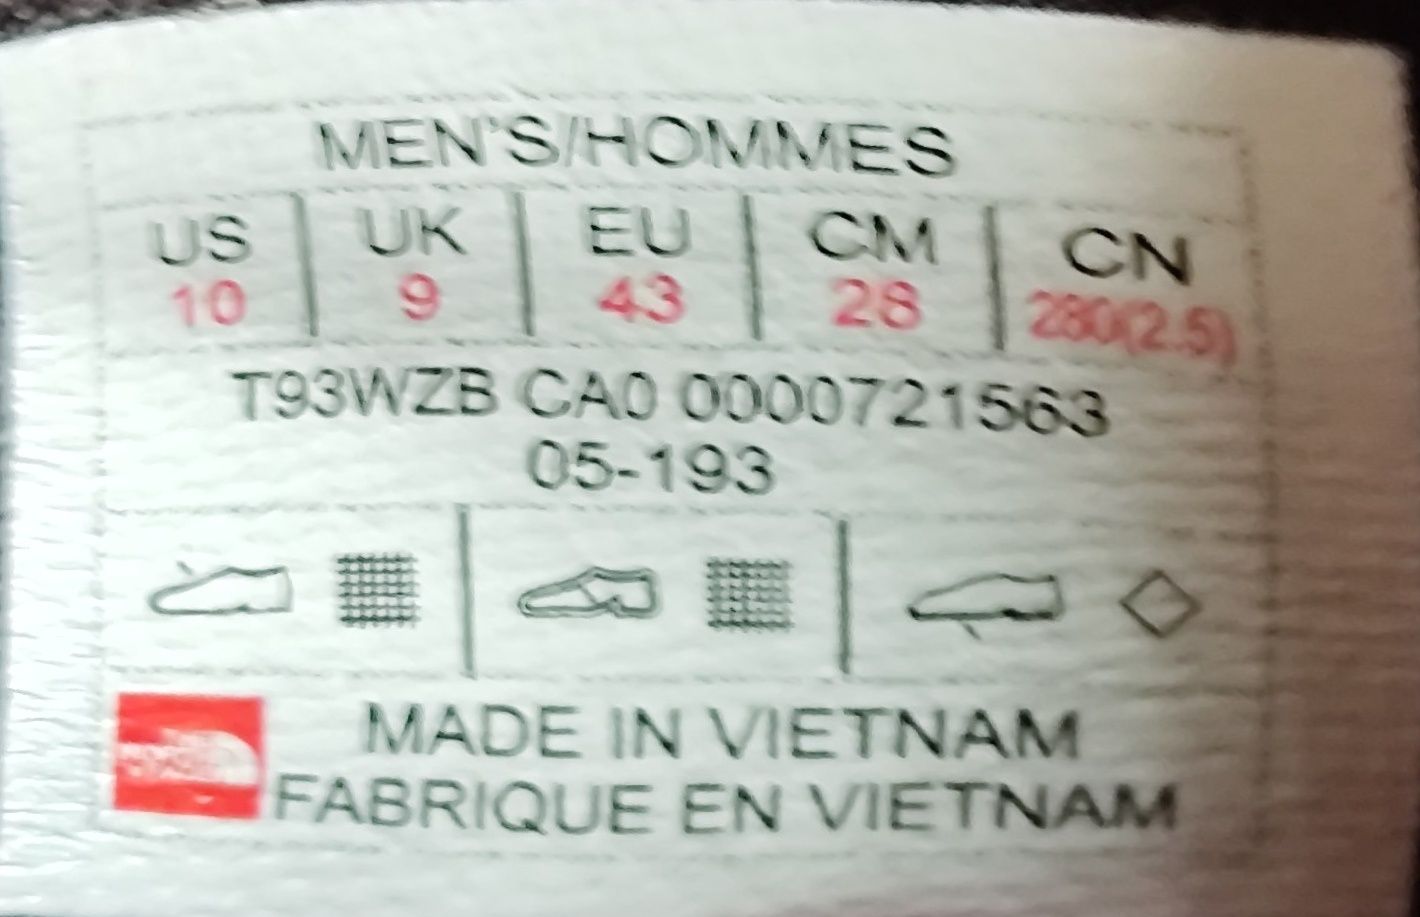 MEN'S/HOMMES
US UK EU CM CN
10 9 43 28 280(2.5)
T93WZB CA0 0000721563
05-193
MADE IN VIETNAM
FABRIQUE EN VIETNAM